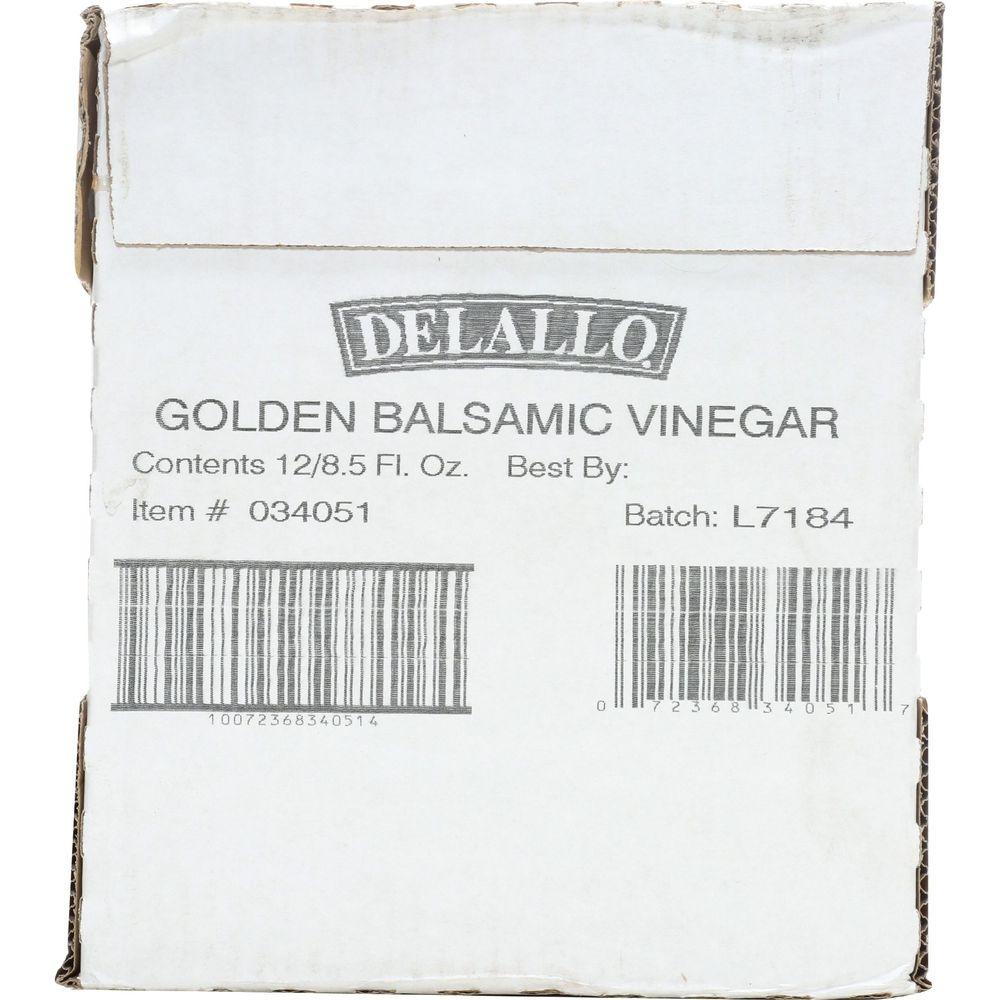 DELALLO
GOLDEN BALSAMIC VINEGAR
Contents 12/8.5 Fl. Oz. Best By:
Item # 034051 Batch: L7184
10072368340514
0 72368 34051 7